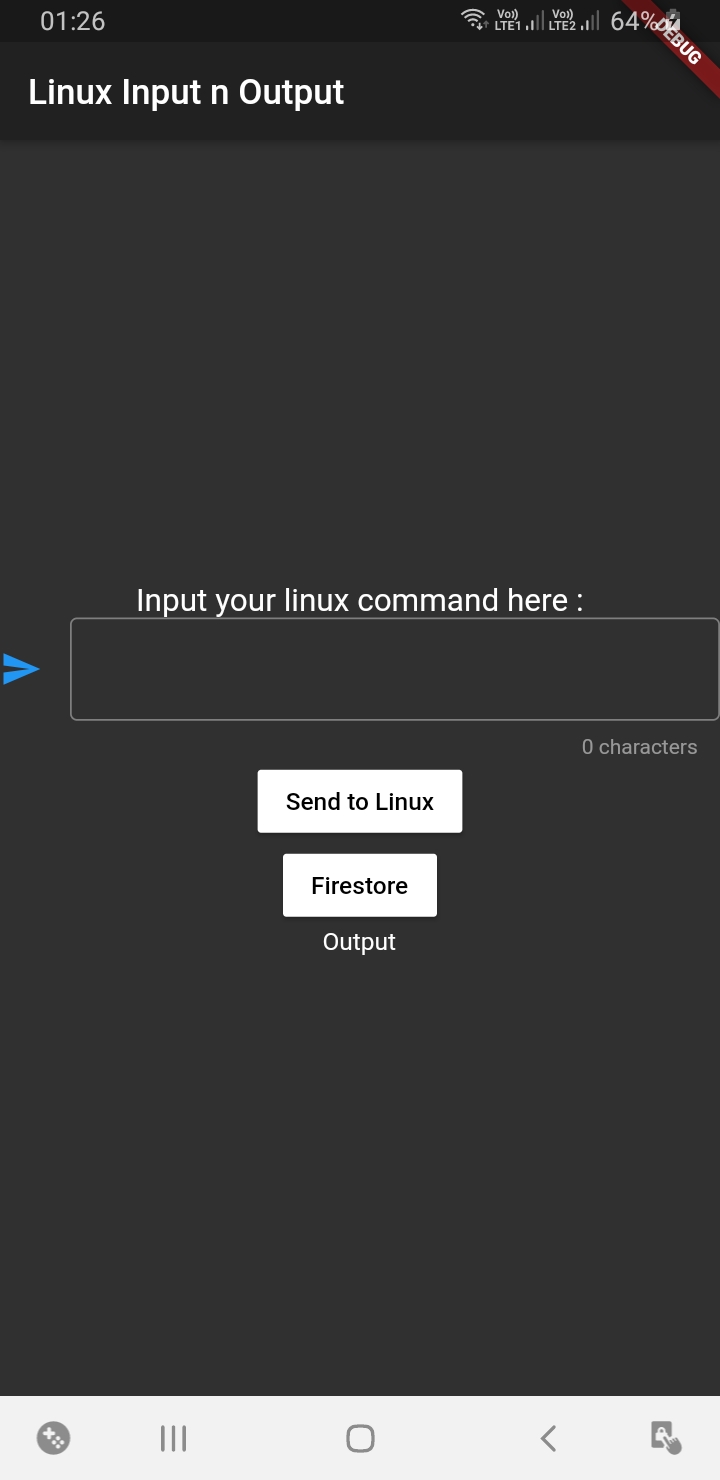 01:26
Vo)) LTE1 Vo)) LTE2 64%
DEBUG
Linux Input n Output
Input your linux command here :
0 characters
Send to Linux
Firestore
Output